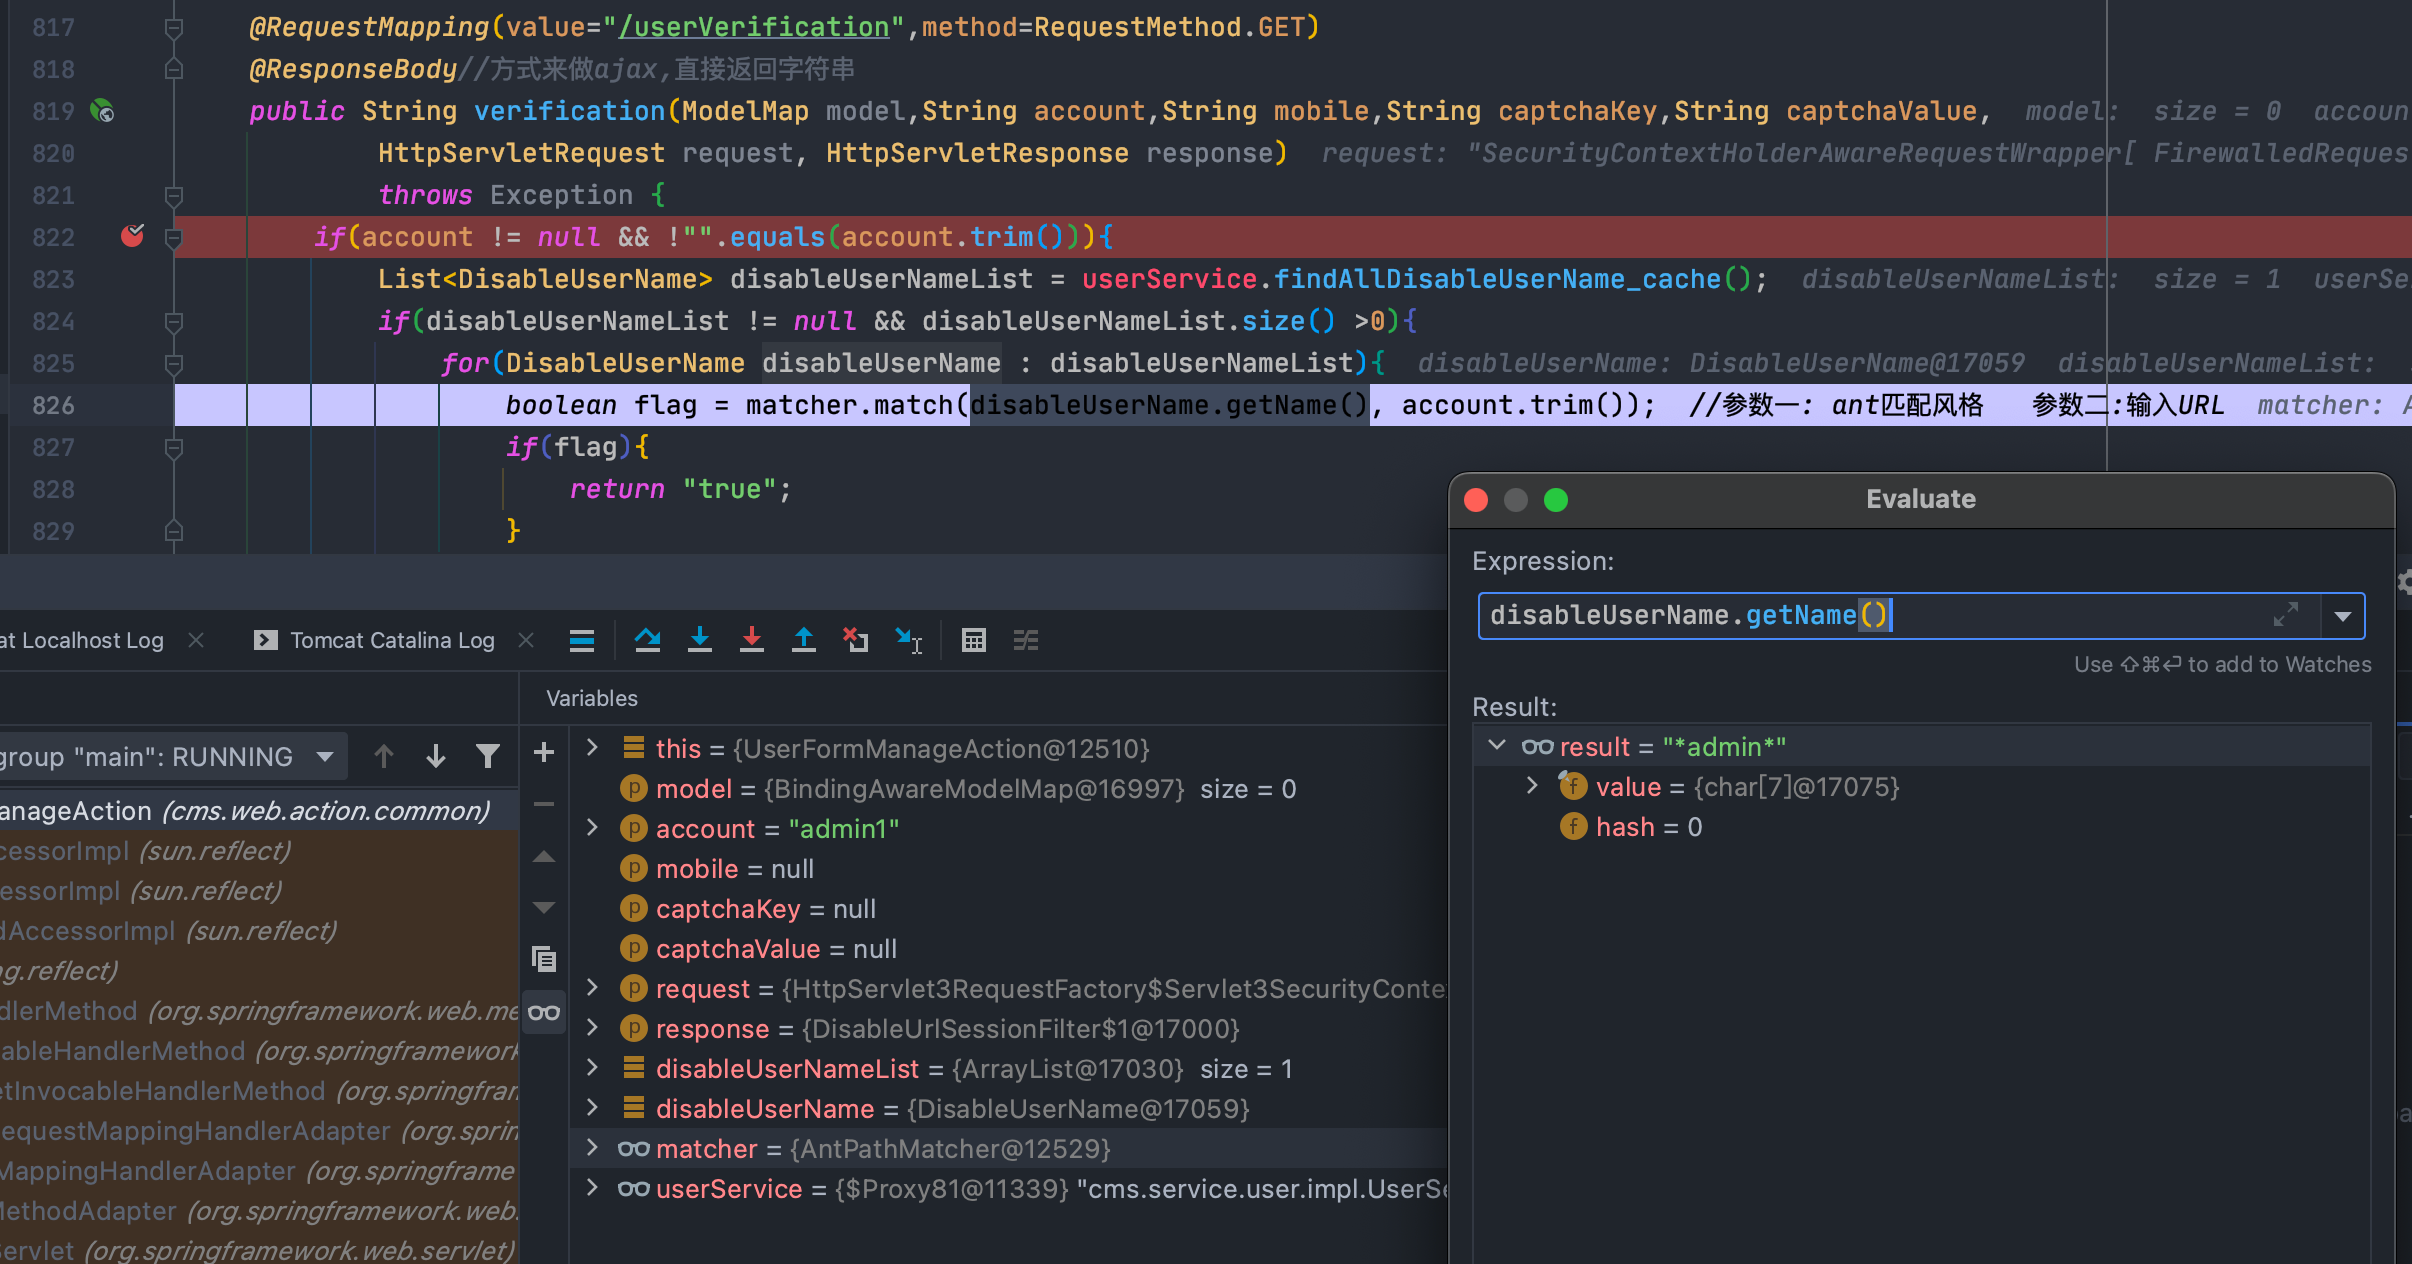 817 @RequestMapping(value="/userVerification",method=RequestMethod.GET)
818 @ResponseBody//方式来做ajax,直接返回字符串
819 public String verification(ModelMap model,String account,String mobile,String captchaKey,String captchaValue, model: size = 0 accoun
820 HttpServletRequest request, HttpServletResponse response) request: "SecurityContextHolderAwareRequestWrapper[ FirewalledReques
821 throws Exception {
822 if(account != null && !"".equals(account.trim())){
823 List<DisableUserName> disableUserNameList = userService.findAllDisableUserName_cache(); disableUserNameList: size = 1 userSe
824 if(disableUserNameList != null && disableUserNameList.size() >0){
825 for(DisableUserName disableUserName : disableUserNameList){ disableUserName: DisableUserName@17059 disableUserNameList:
826 boolean flag = matcher.match(disableUserName.getName(), account.trim()); //参数一: ant匹配风格 参数二:输入URL matcher: A
827 if(flag){
828 return "true";
829 }
at Localhost Log
Tomcat Catalina Log
group "main": RUNNING
anageAction (cms.web.action.common)
cessorImpl (sun.reflect)
essorImpl (sun.reflect)
dAccessorImpl (sun.reflect)
ng.reflect)
dlerMethod (org.springframework.web.me
ableHandlerMethod (org.springframework
etInvocableHandlerMethod (org.springfran
equestMappingHandlerAdapter (org.sprin
MappingHandlerAdapter (org.springframe
MethodAdapter (org.springframework.web.
Servlet (org.springframework.web.servlet)
Variables
this = {UserFormManageAction@12510}
model = {BindingAwareModelMap@16997} size = 0
account = "admin1"
mobile = null
captchaKey = null
captchaValue = null
request = {HttpServlet3RequestFactory$Servlet3SecurityConte
response = {DisableUrlSessionFilter$1@17000}
disableUserNameList = {ArrayList@17030} size = 1
disableUserName = {DisableUserName@17059}
matcher = {AntPathMatcher@12529}
userService = {$Proxy81@11339} "cms.service.user.impl.UserSe
Evaluate
Expression:
disableUserName.getName()
Use ⇧⌘⏎ to add to Watches
Result:
result = "*admin*"
value = {char[7]@17075}
hash = 0